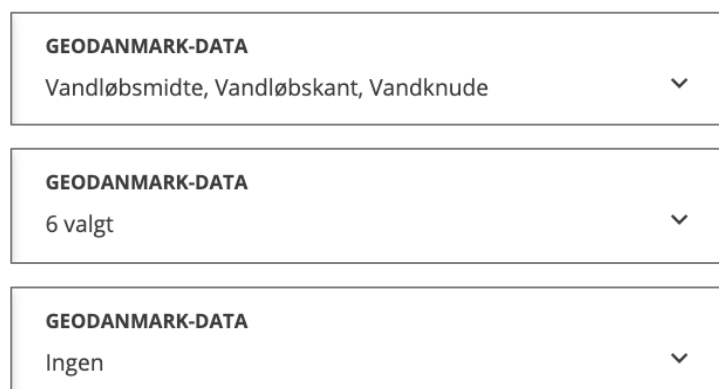 GEODANMARK-DATA
Vandløbsmidte, Vandløbskant, Vandknude
GEODANMARK-DATA
6 valgt
GEODANMARK-DATA
Ingen